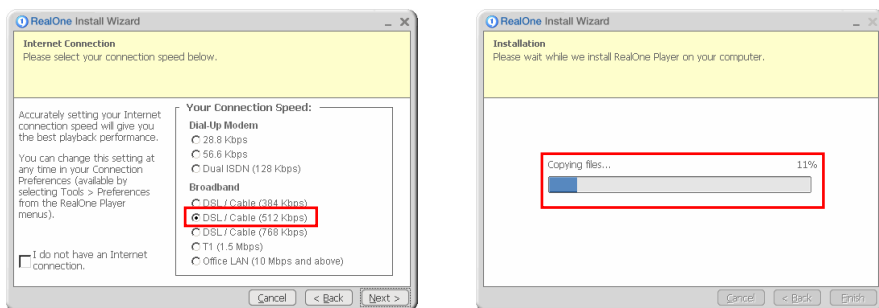 RealOne Install Wizard
Internet Connection
Please select your connection speed below.
Accurately setting your Internet
connection speed will give you
the best playback performance.
You can change this setting at
any time in your Connection
Preferences (available by
selecting Tools > Preferences
from the RealOne Player
menus).
I do not have an Internet
connection.
Your Connection Speed:
Dial-Up Modem
28.8 Kbps
56.6 Kbps
Dual ISDN (128 Kbps)
Broadband
DSL / Cable (384 Kbps)
DSL / Cable (512 Kbps)
DSL / Cable (768 Kbps)
T1 (1.5 Mbps)
Office LAN (10 Mbps and above)
Cancel < Back Next >
RealOne Install Wizard
Installation
Please wait while we install RealOne Player on your computer.
Copying files... 11%
Cancel < Back Finish